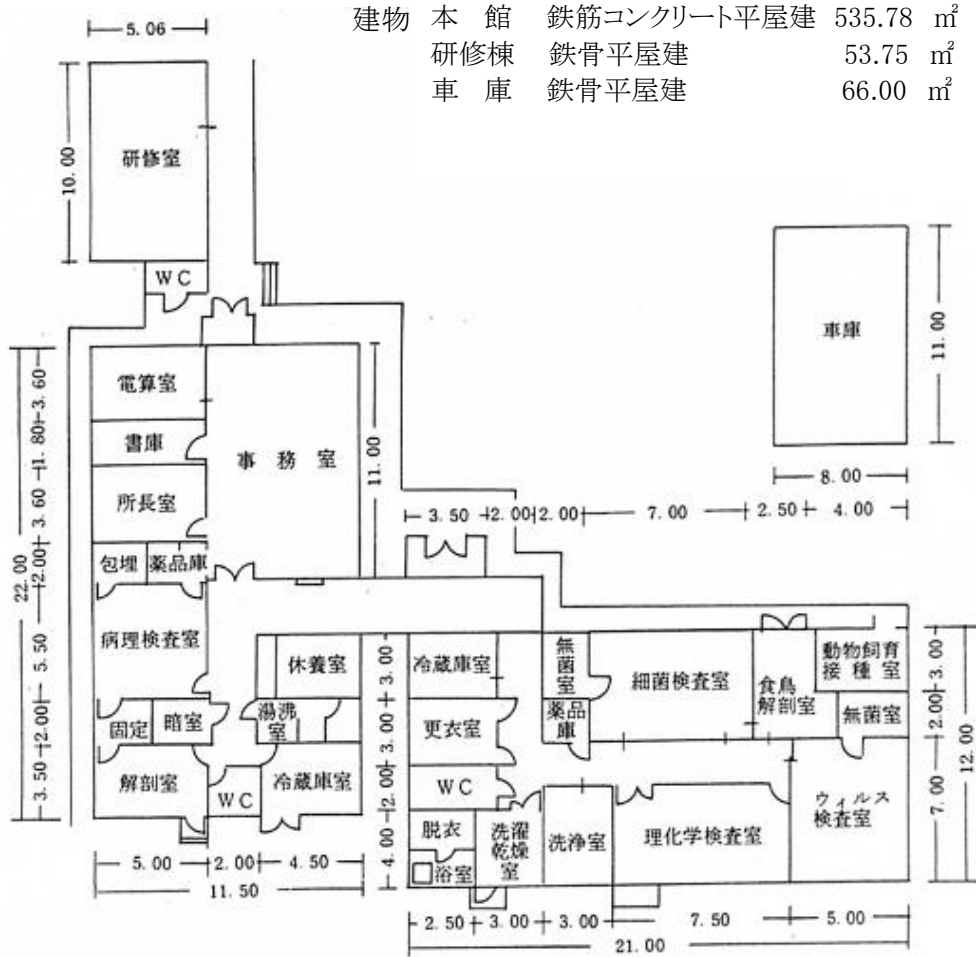 建物 本 館 鉄筋コンクリート平屋建 535.78 ㎡
研修棟 鉄骨平屋建 53.75 ㎡
車 庫 鉄骨平屋建 66.00 ㎡
5.06
10.00
研修室
WC
車庫
11.00
8.00
22.00
3.60
1.80
3.60
2.00
5.50
2.00
3.50
電算室
書庫
所長室
事 務 室
11.00
包埋
薬品庫
病理検査室
休養室
固定
暗室
湯沸室
解剖室
WC
冷蔵庫室
5.00
2.00
4.50
11.50
3.50
2.00
2.00
7.00
2.50
4.00
3.00
3.00
2.00
4.00
冷蔵庫室
無菌室
細菌検査室
食鳥解剖室
動物飼育
接種室
更衣室
薬品庫
無菌室
WC
脱衣
浴室
洗濯乾燥室
洗浄室
理化学検査室
ウィルス
検査室
3.00
2.00
7.00
12.00
2.50
3.00
3.00
7.50
5.00
21.00